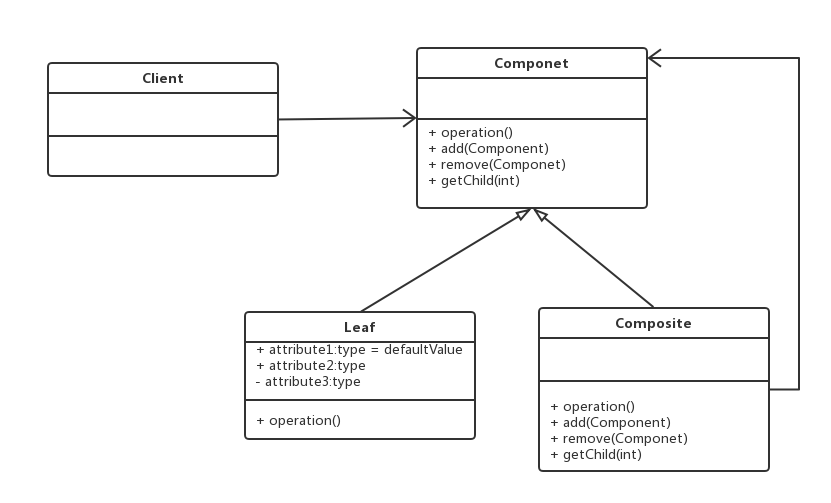 Client
Componet
+ operation()
+ add(Component)
+ remove(Componet)
+ getChild(int)
Leaf
+ attribute1:type = defaultValue
+ attribute2:type
- attribute3:type
+ operation()
Composite
+ operation()
+ add(Component)
+ remove(Componet)
+ getChild(int)